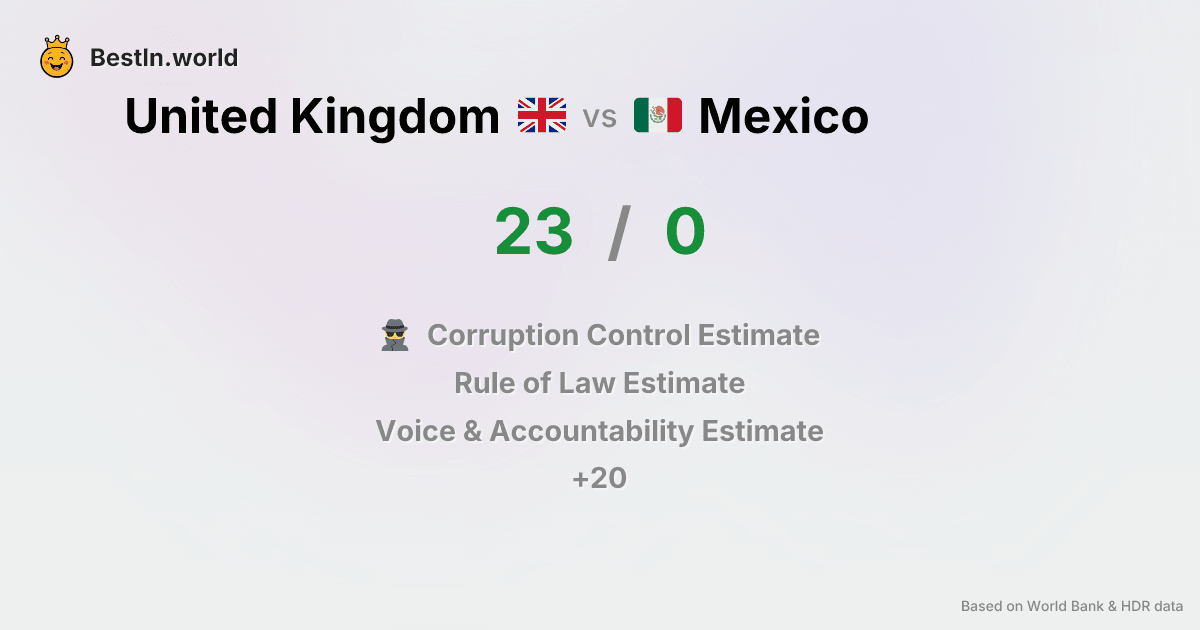 BestIn.world
United Kingdom vs Mexico
23 / 0
Corruption Control Estimate
Rule of Law Estimate
Voice & Accountability Estimate
+20
Based on World Bank & HDR data